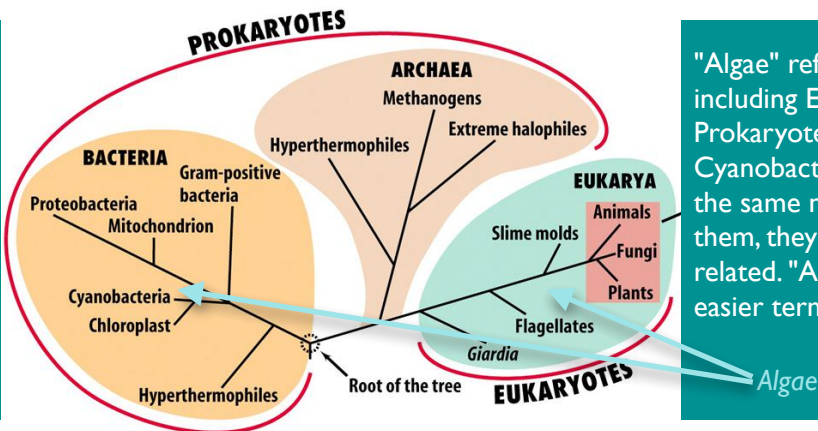 PROKARYOTES
ARCHAEA
Methanogens
Extreme halophiles
Hyperthermophiles
BACTERIA
Gram-positive
bacteria
Proteobacteria
Mitochondrion
Cyanobacteria
Chloroplast
Hyperthermophiles
Root of the tree
EUKARYA
Animals
Slime molds
Fungi
Plants
Flagellates
Giardia
EUKARYOTES
"Algae" ref
including E
Prokaryote
Cyanobact
the same r
them, they
related. "A
easier tern
Algae